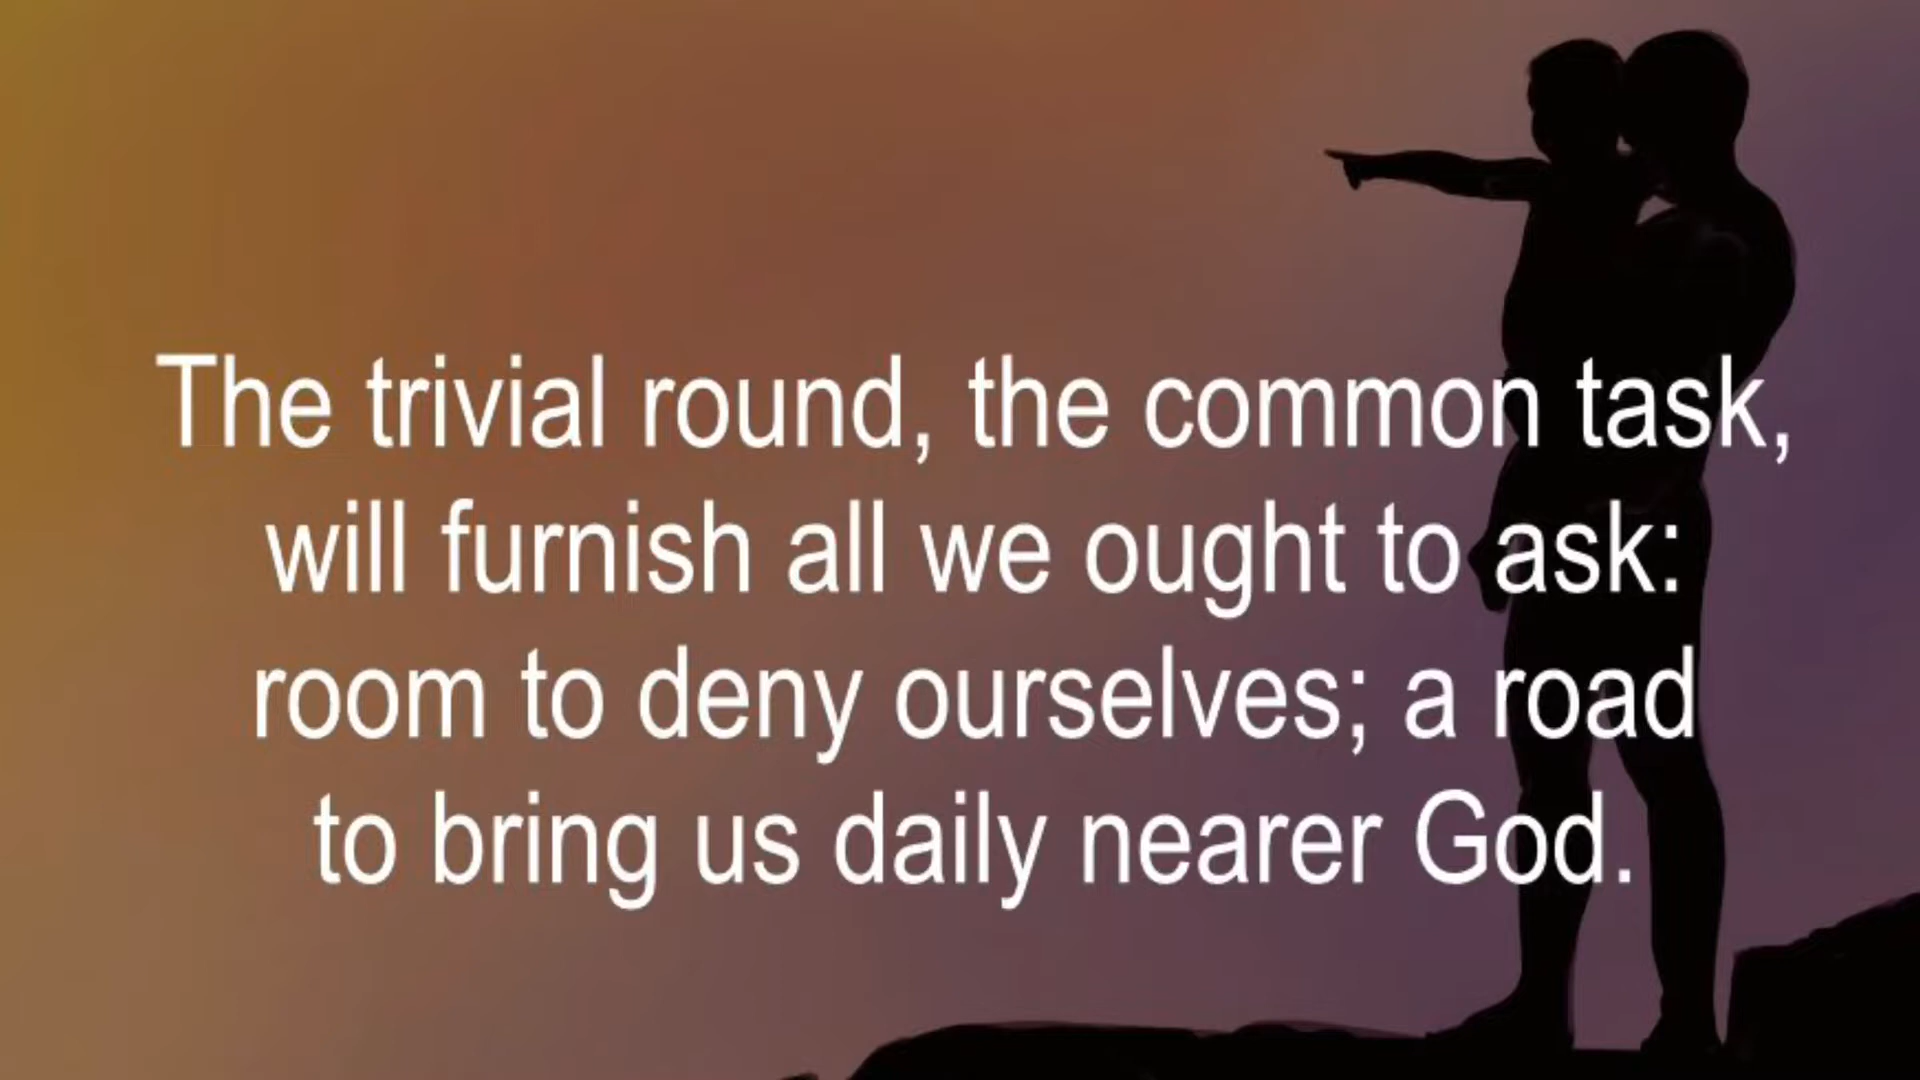 The trivial round, the common task,
will furnish all we ought to ask:
room to deny ourselves; a road
to bring us daily nearer God.